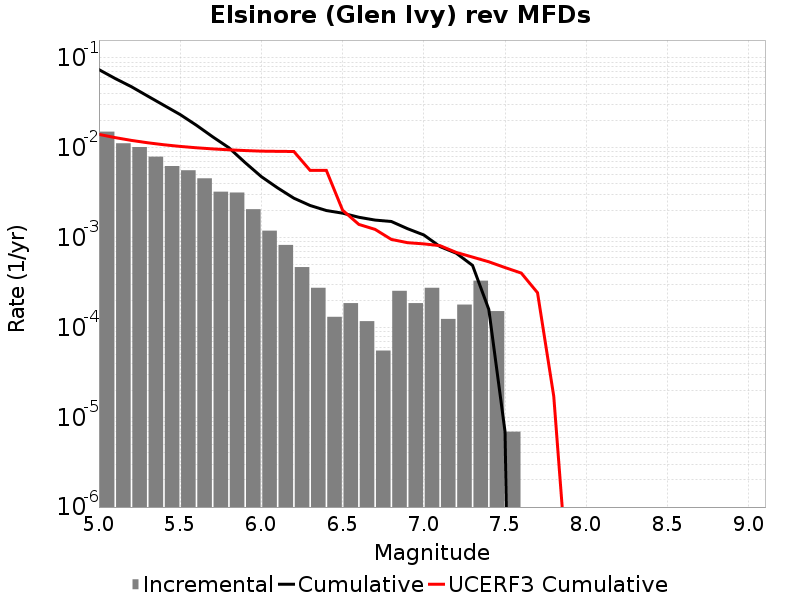 Elsinore (Glen Ivy) rev MFDs
10-1
10-2
10-3
10-4
10-5
10-6
Rate (1/yr)
5.0 5.5 6.0 6.5 7.0 7.5 8.0 8.5 9.0
Magnitude
Incremental Cumulative UCERF3 Cumulative